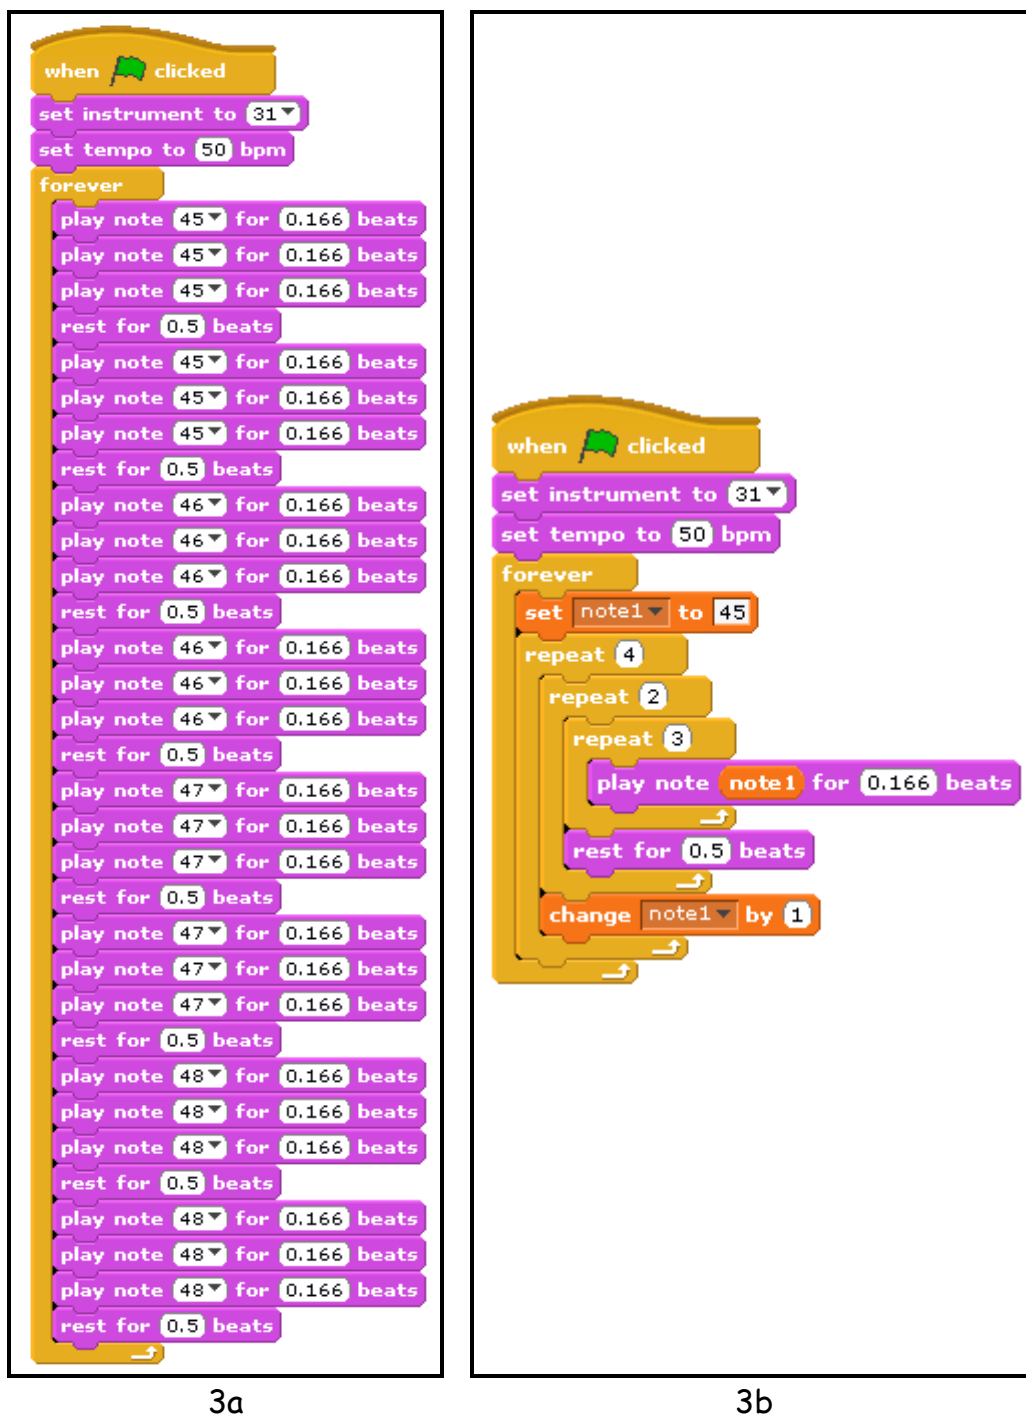 when clicked
set instrument to 31
set tempo to 50 bpm
forever
play note 45 for 0.166 beats
play note 45 for 0.166 beats
play note 45 for 0.166 beats
rest for 0.5 beats
play note 45 for 0.166 beats
play note 45 for 0.166 beats
play note 45 for 0.166 beats
rest for 0.5 beats
play note 46 for 0.166 beats
play note 46 for 0.166 beats
play note 46 for 0.166 beats
rest for 0.5 beats
play note 46 for 0.166 beats
play note 46 for 0.166 beats
play note 46 for 0.166 beats
rest for 0.5 beats
play note 47 for 0.166 beats
play note 47 for 0.166 beats
play note 47 for 0.166 beats
rest for 0.5 beats
play note 47 for 0.166 beats
play note 47 for 0.166 beats
play note 47 for 0.166 beats
rest for 0.5 beats
play note 48 for 0.166 beats
play note 48 for 0.166 beats
play note 48 for 0.166 beats
rest for 0.5 beats
play note 48 for 0.166 beats
play note 48 for 0.166 beats
play note 48 for 0.166 beats
rest for 0.5 beats
3a
when clicked
set instrument to 31
set tempo to 50 bpm
forever
set note1 to 45
repeat 4
repeat 2
repeat 3
play note note1 for 0.166 beats
rest for 0.5 beats
change note1 by 1
3b